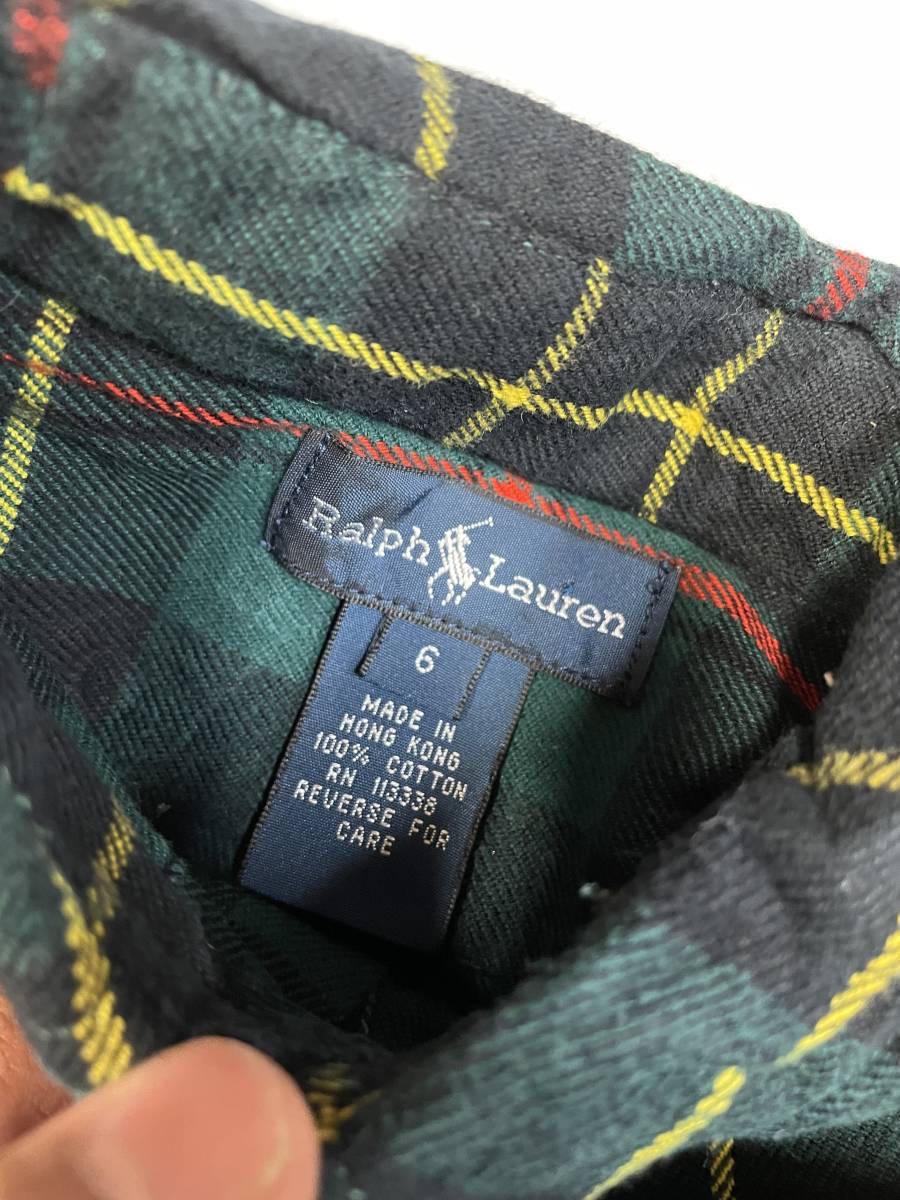 Ralph Lauren
6
MADE IN
HONG KONG
100% COTTON
RN 113338
REVERSE FOR
CARE